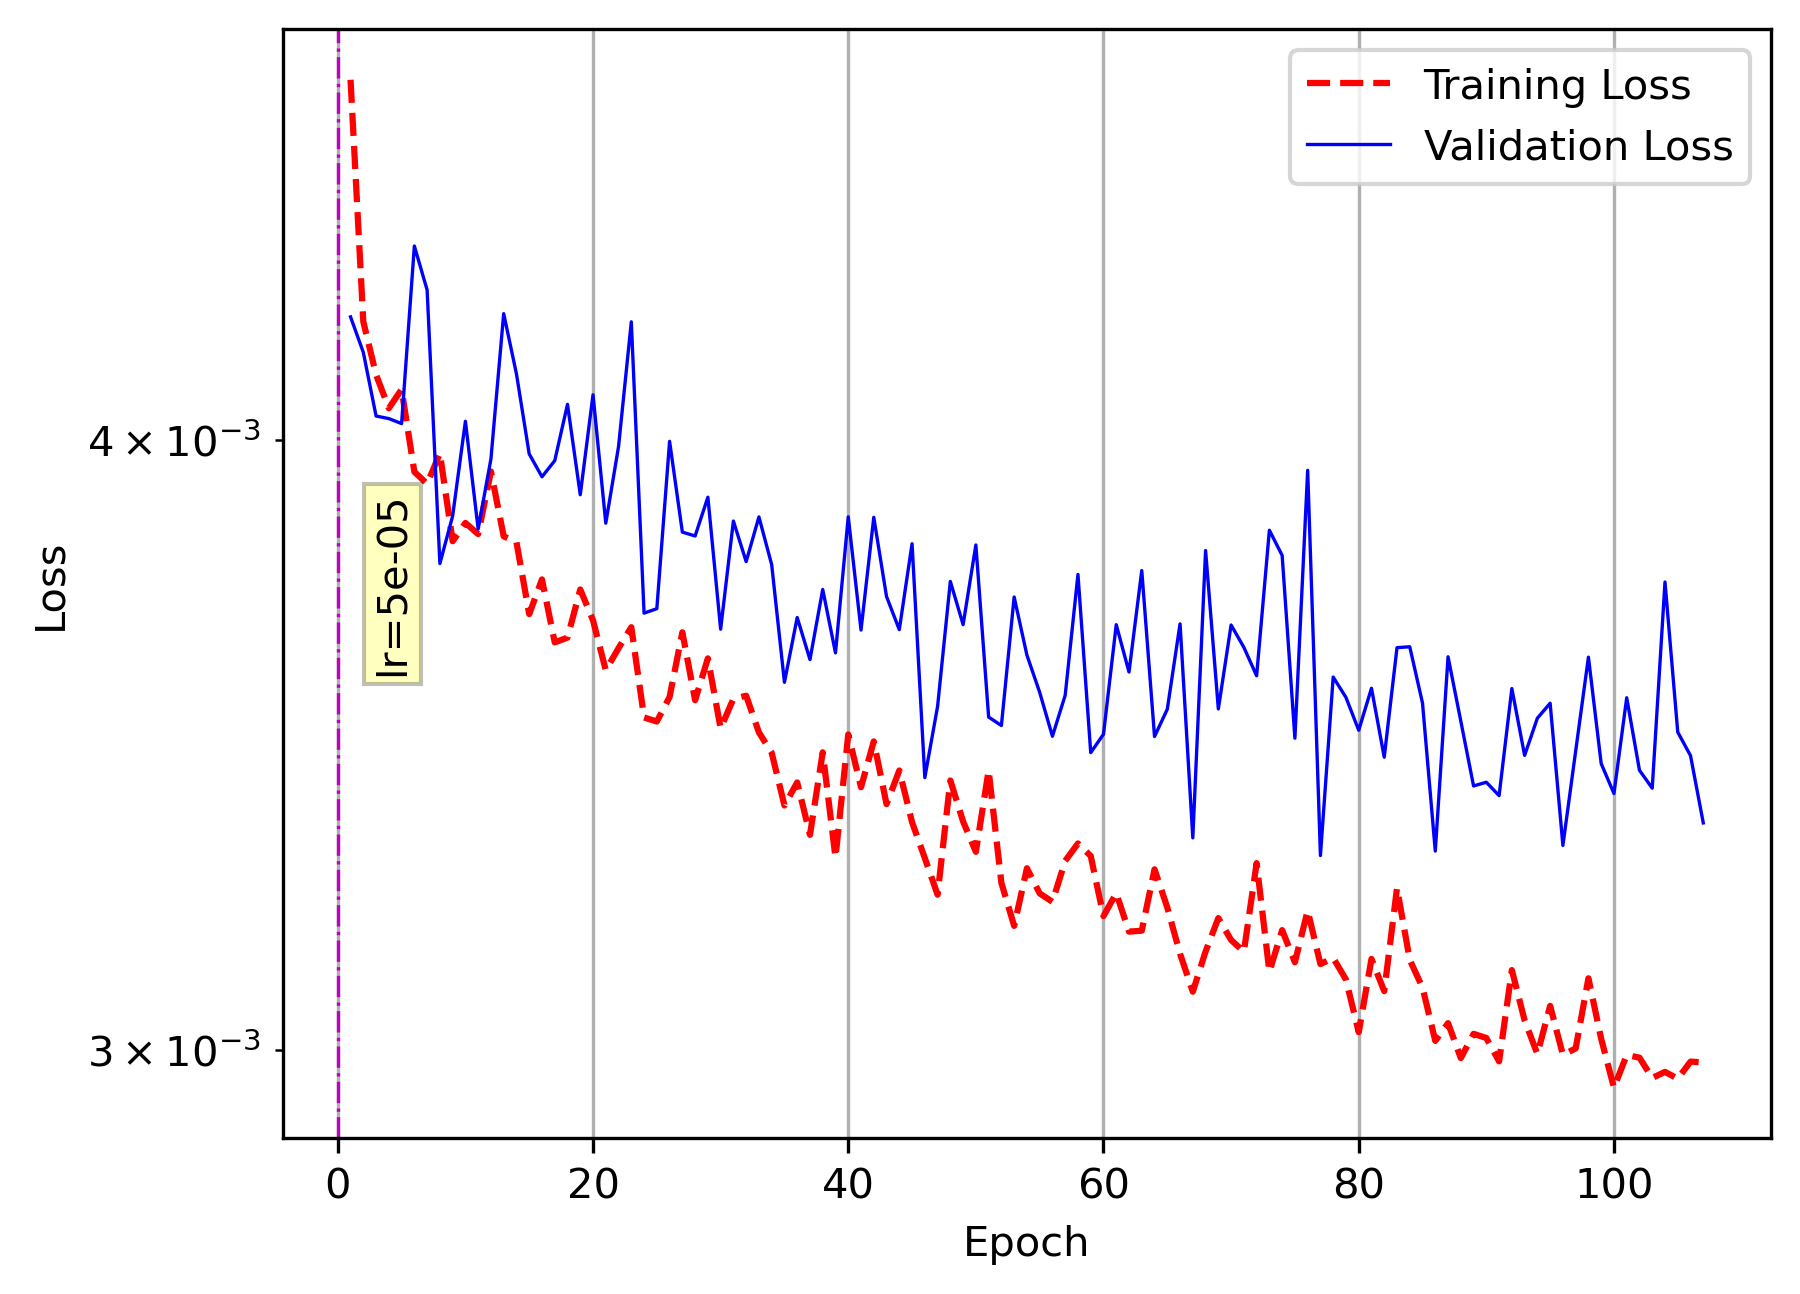 Training Loss
Validation Loss
4 × 10⁻³
3 × 10⁻³
Loss
lr=5e-05
0 20 40 60 80 100
Epoch